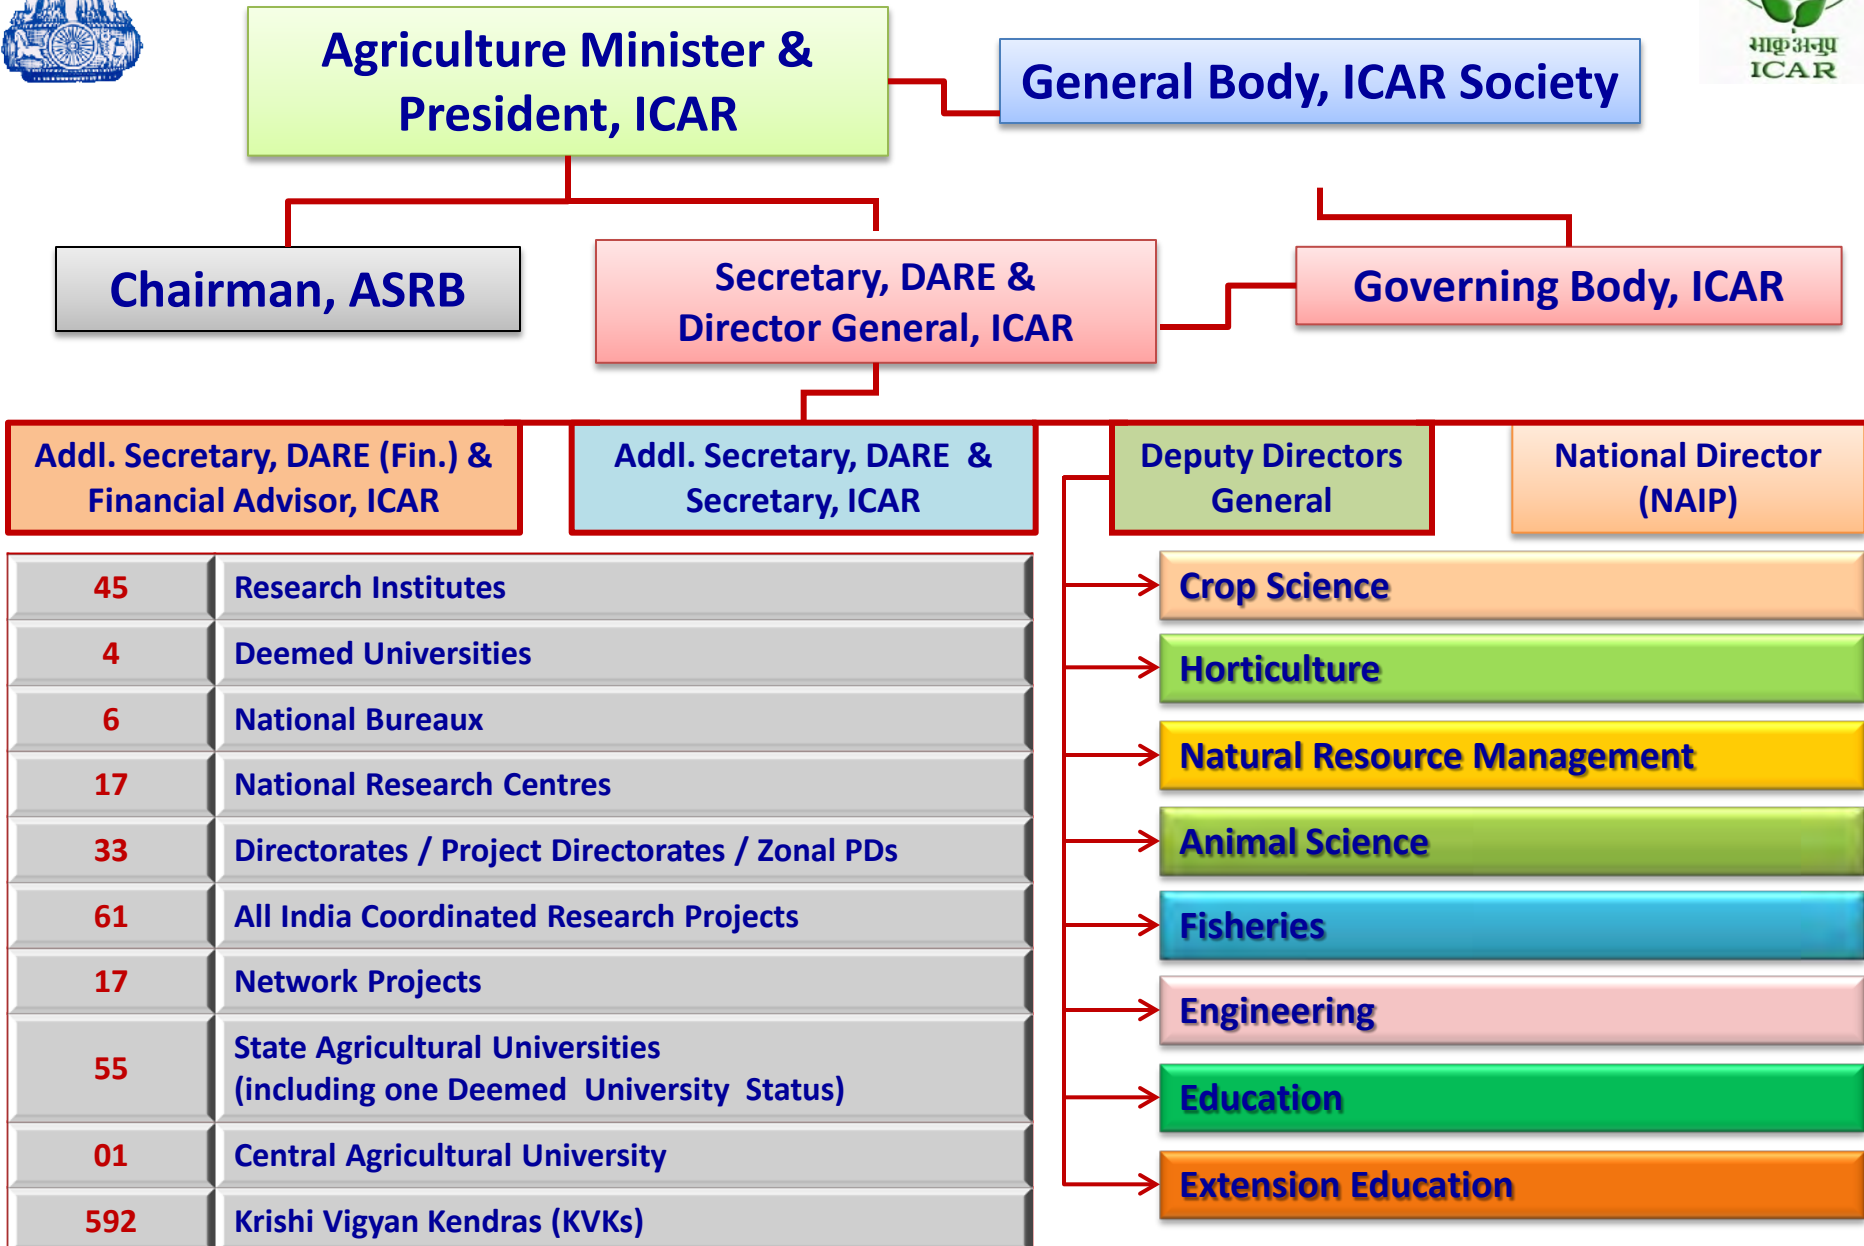 Agriculture Minister &
President, ICAR
General Body, ICAR Society
भाकृअनुप
ICAR
Chairman, ASRB
Secretary, DARE &
Director General, ICAR
Governing Body, ICAR
Addl. Secretary, DARE (Fin.) &
Financial Advisor, ICAR
Addl. Secretary, DARE &
Secretary, ICAR
Deputy Directors
General
National Director
(NAIP)
45 Research Institutes
4 Deemed Universities
6 National Bureaux
17 National Research Centres
33 Directorates / Project Directorates / Zonal PDs
61 All India Coordinated Research Projects
17 Network Projects
55 State Agricultural Universities
(including one Deemed University Status)
01 Central Agricultural University
592 Krishi Vigyan Kendras (KVKs)
Crop Science
Horticulture
Natural Resource Management
Animal Science
Fisheries
Engineering
Education
Extension Education